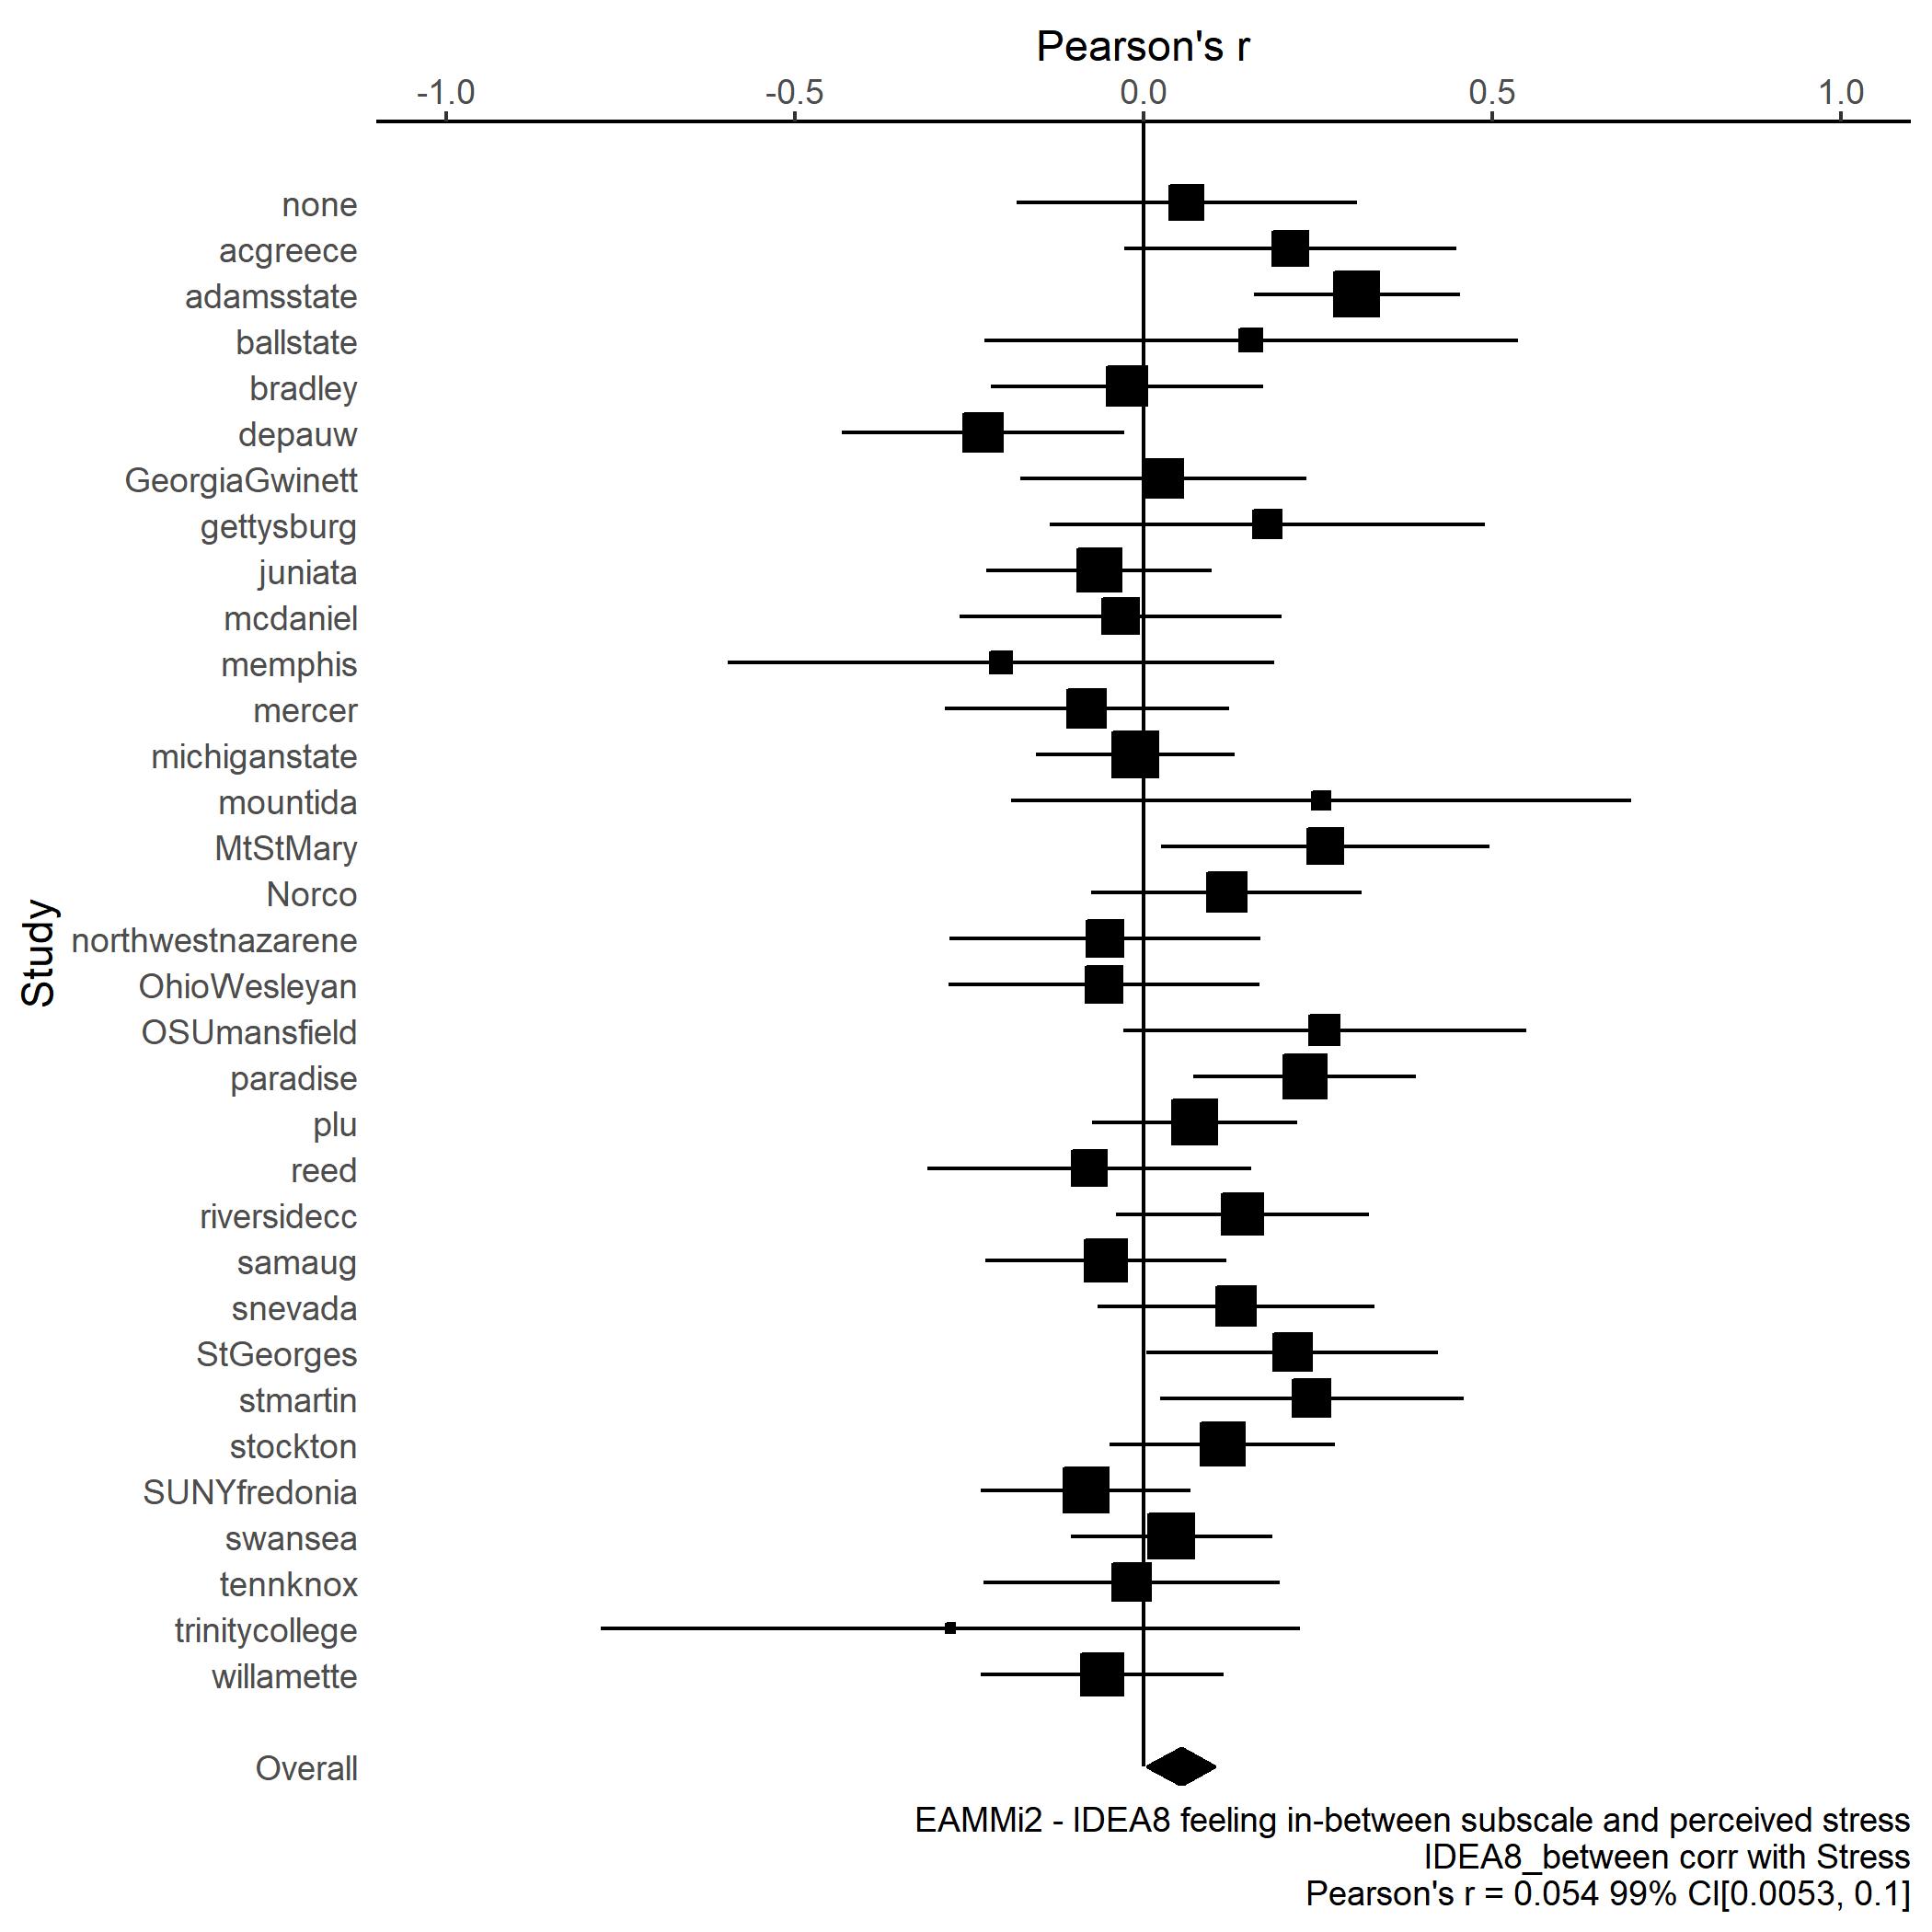 Pearson's r
-1.0 -0.5 0.0 0.5 1.0
Study
none
acgreece
adamsstate
ballstate
bradley
depauw
GeorgiaGwinett
gettysburg
juniata
mcdaniel
memphis
mercer
michiganstate
mountida
MtStMary
Norco
northwestnazarene
OhioWesleyan
OSUmansfield
paradise
plu
reed
riversidecc
samaug
snevada
StGeorges
stmartin
stockton
SUNYfredonia
swansea
tennknox
trinitycollege
willamette
Overall
EAMMi2 - IDEA8 feeling in-between subscale and perceived stress
IDEA8_between corr with Stress
Pearson's r = 0.054 99% CI[0.0053, 0.1]